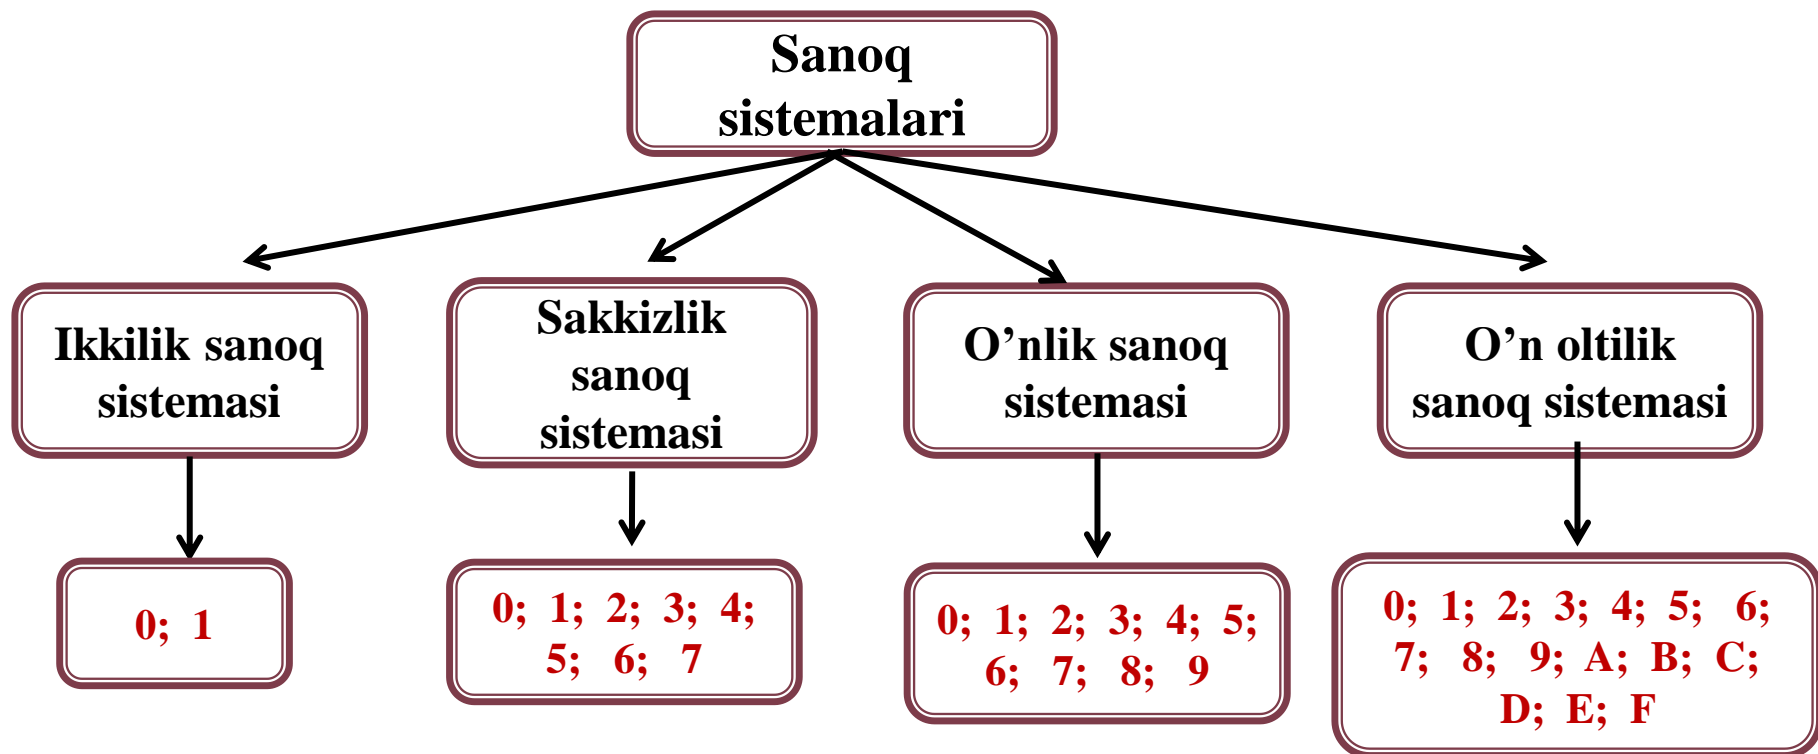 Sanoq
sistemalari
Ikkilik sanoq
sistemasi
Sakkizlik
sanoq
sistemasi
O’nlik sanoq
sistemasi
O’n oltilik
sanoq sistemasi
0; 1
0; 1; 2; 3; 4;
5; 6; 7
0; 1; 2; 3; 4; 5;
6; 7; 8; 9
0; 1; 2; 3; 4; 5; 6;
7; 8; 9; A; B; C;
D; E; F